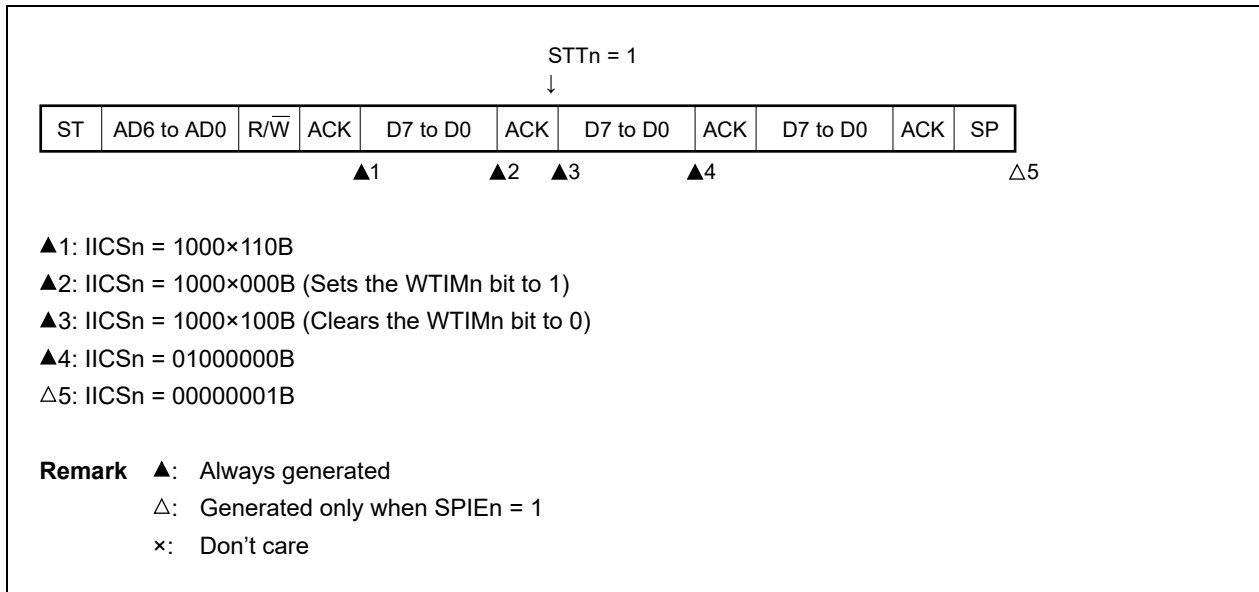 STTn = 1
↓
ST AD6 to AD0 R/W̅ ACK D7 to D0 ACK D7 to D0 ACK D7 to D0 ACK SP
▲1 ▲2 ▲3 ▲4 △5
▲1: IICSn = 1000×110B
▲2: IICSn = 1000×000B (Sets the WTIMn bit to 1)
▲3: IICSn = 1000×100B (Clears the WTIMn bit to 0)
▲4: IICSn = 01000000B
△5: IICSn = 00000001B
Remark ▲: Always generated
△: Generated only when SPIEn = 1
×: Don’t care